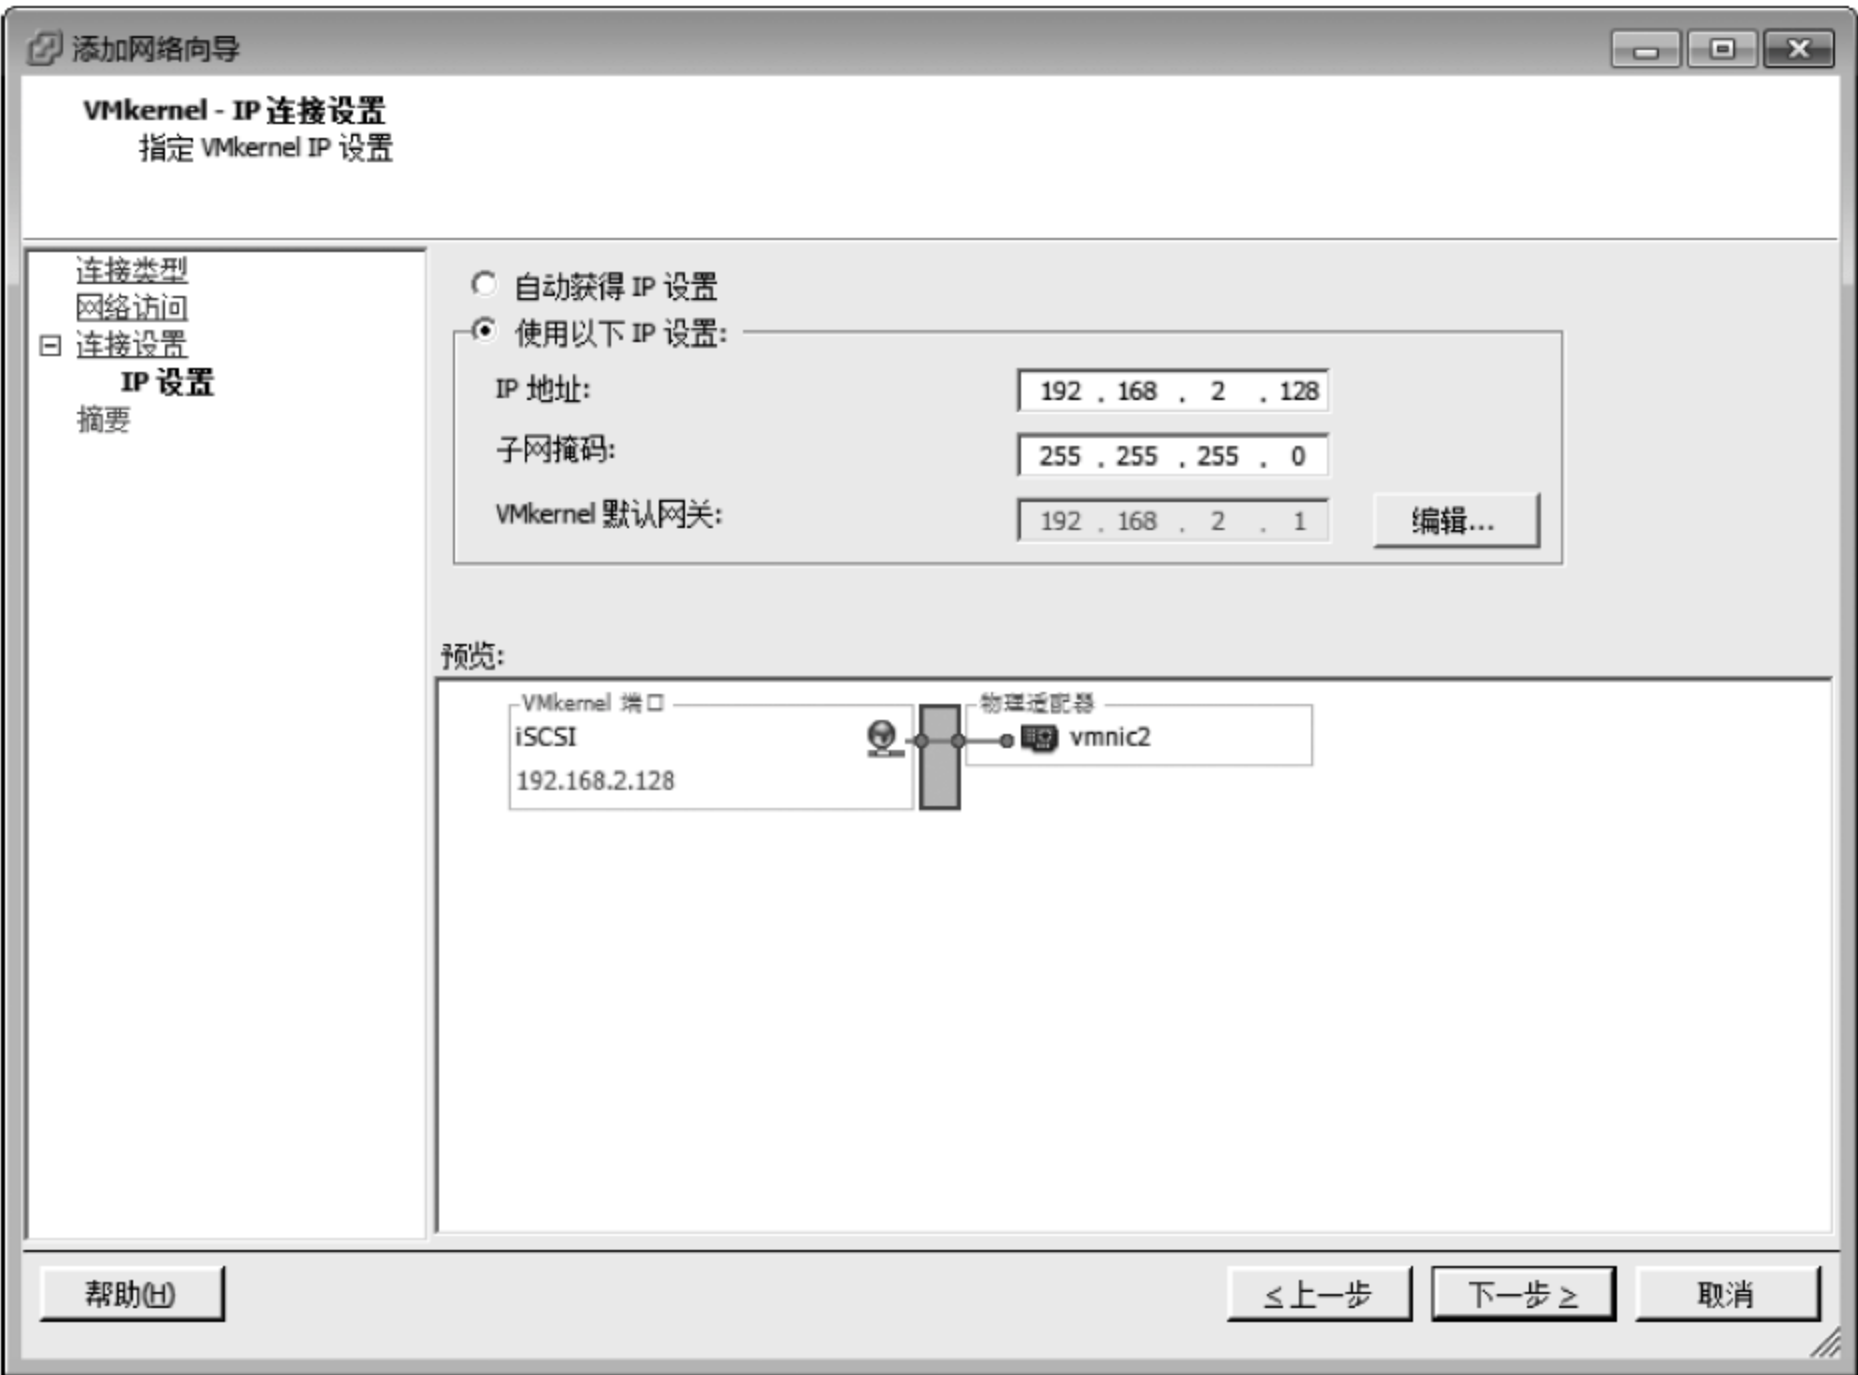 添加网络向导
VMkernel - IP 连接设置
指定 VMkernel IP 设置
连接类型
网络访问
连接设置
IP 设置
摘要
自动获得 IP 设置
使用以下 IP 设置:
IP 地址:
192 . 168 . 2 . 128
子网掩码:
255 . 255 . 255 . 0
VMkernel 默认网关:
192 . 168 . 2 . 1
编辑...
预览:
VMkernel 端口
物理适配器
iSCSI
vmnic2
192.168.2.128
帮助(H)
≤上一步
下一步 ≥
取消